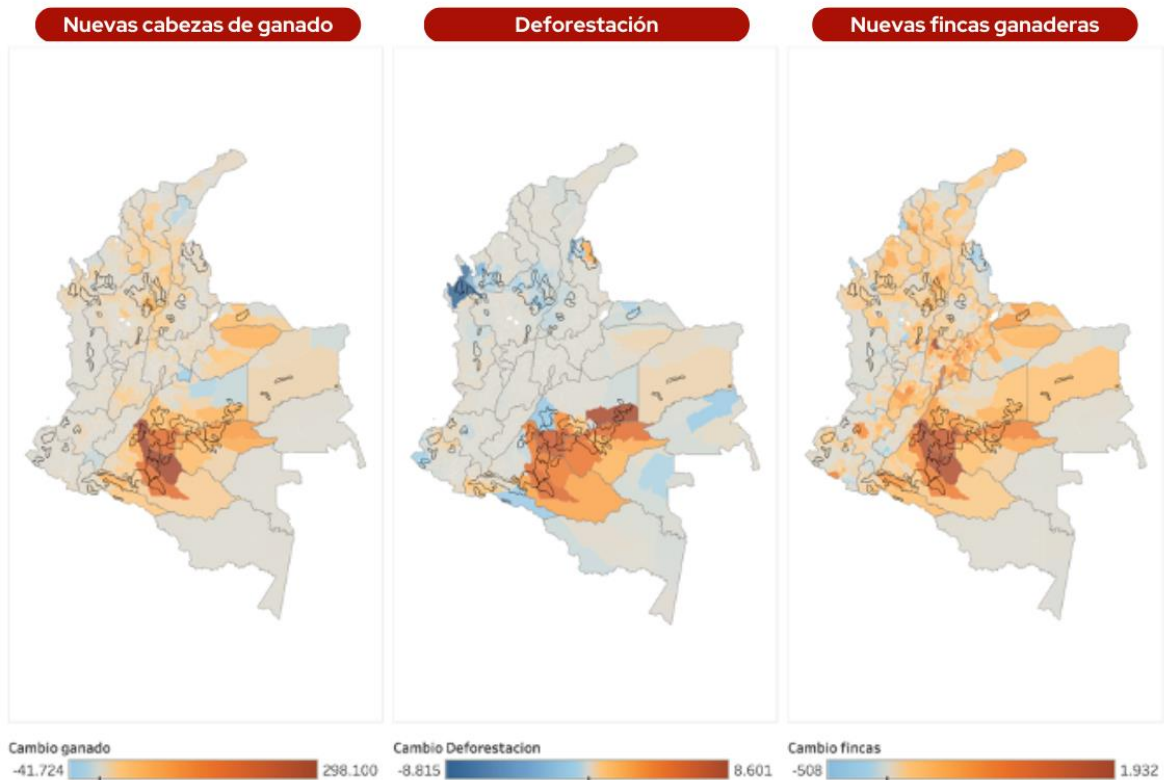 Nuevas cabezas de ganado
Deforestación
Nuevas fincas ganaderas
Cambio ganado
-41.724 298.100
Cambio Deforestacion
-8.815 8.601
Cambio fincas
-508 1.932